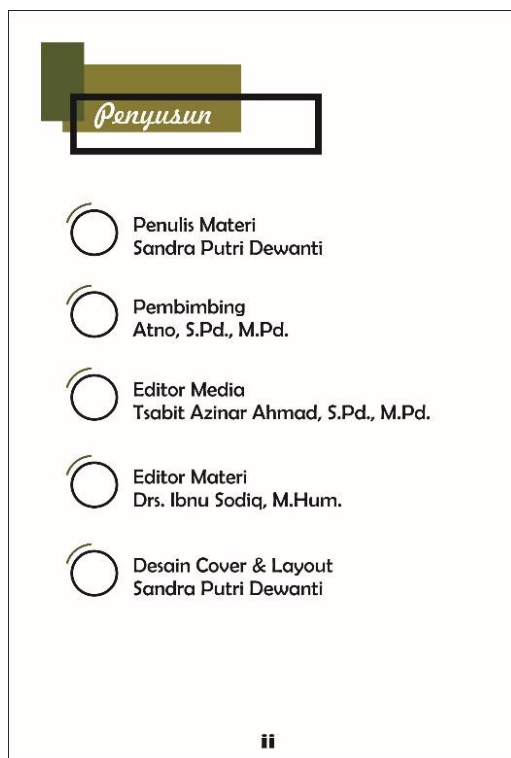 Penyusun
Penulis Materi
Sandra Putri Dewanti
Pembimbing
Atno, S.Pd., M.Pd.
Editor Media
Tsabit Azinar Ahmad, S.Pd., M.Pd.
Editor Materi
Drs. Ibnu Sodiq, M.Hum.
Desain Cover & Layout
Sandra Putri Dewanti
ii